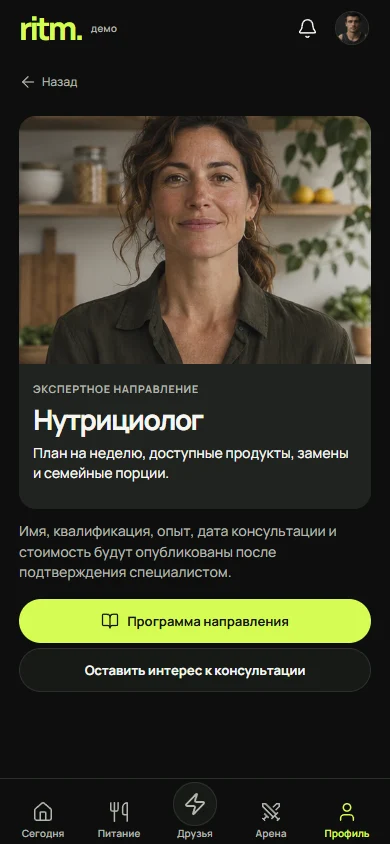 ritm. демо
Назад
ЭКСПЕРТНОЕ НАПРАВЛЕНИЕ
Нутрициолог
План на неделю, доступные продукты, замены
и семейные порции.
Имя, квалификация, опыт, дата консультации и
стоимость будут опубликованы после
подтверждения специалистом.
Программа направления
Оставить интерес к консультации
Сегодня Питание Друзья Арена Профиль